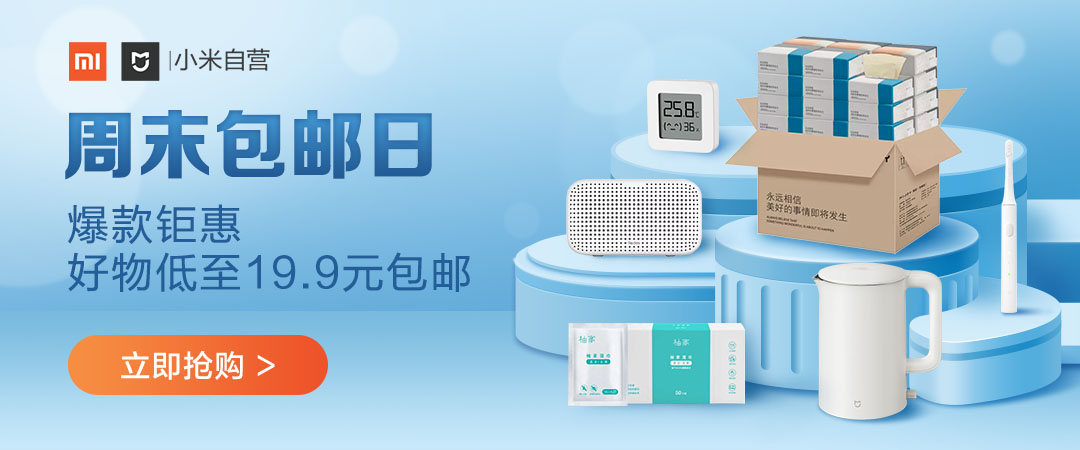 小米自营
周末包邮日
爆款钜惠
好物低至19.9元包邮
立即抢购 >
25.8℃
(^_^) 36
永远相信
美好的事情即将发生